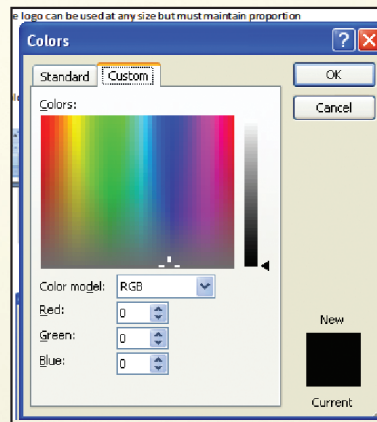 e logo can be used at any size but must maintain proportion
Colors
Standard
Custom
OK
Cancel
Colors:
Color model:
RGB
Red:
0
Green:
0
Blue:
0
New
Current